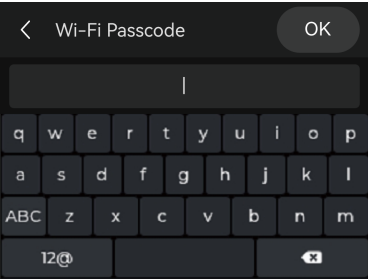 Wi-Fi Passcode OK
q w e r t y u i o p
a s d f g h j k l
ABC z x c v b n m
12@